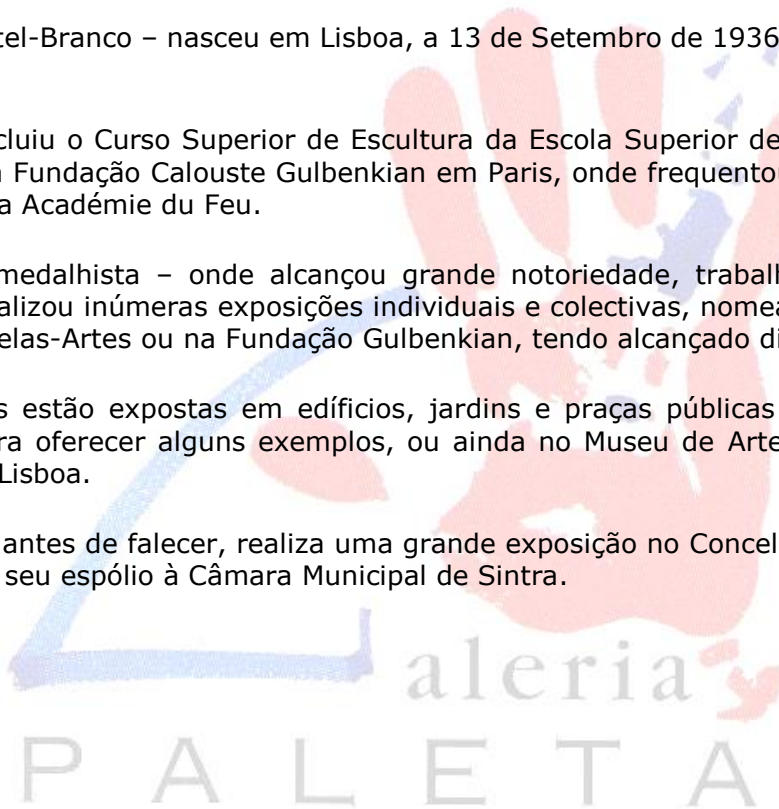 tel-Branco – nasceu em Lisboa, a 13 de Setembro de 1936
cluiu o Curso Superior de Escultura da Escola Superior de
a Fundação Calouste Gulbenkian em Paris, onde frequentou
a Académie du Feu.
medalhista – onde alcançou grande notoriedade, trabalh
alizou inúmeras exposições individuais e colectivas, nomea
elas-Artes ou na Fundação Gulbenkian, tendo alcançado di
s estão expostas em edíficios, jardins e praças públicas
ra oferecer alguns exemplos, ou ainda no Museu de Arte
Lisboa.
antes de falecer, realiza uma grande exposição no Concel
seu espólio à Câmara Municipal de Sintra.
aleria
PALETA